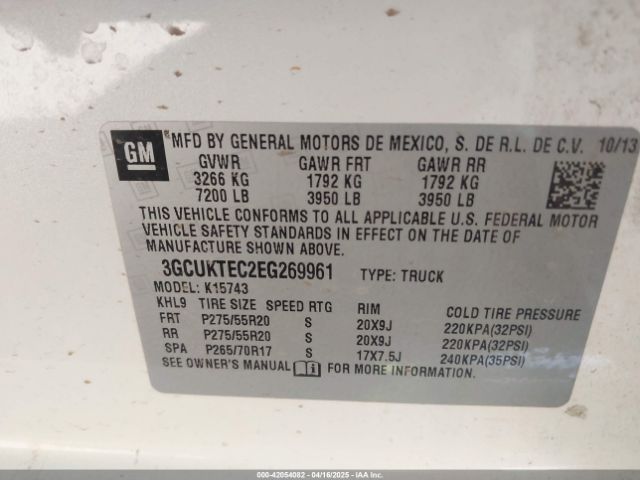 GM MFD BY GENERAL MOTORS DE MEXICO, S. DE R.L. DE C.V. 10/13
GVWR GAWR FRT GAWR RR
3266 KG 1792 KG 1792 KG
7200 LB 3950 LB 3950 LB
THIS VEHICLE CONFORMS TO ALL APPLICABLE U.S. FEDERAL MOTOR
VEHICLE SAFETY STANDARDS IN EFFECT ON THE DATE OF
MANUFACTURE SHOWN ABOVE.
3GCUKTEC2EG269961 TYPE: TRUCK
MODEL: K15743
KHL9 TIRE SIZE SPEED RTG RIM COLD TIRE PRESSURE
FRT P275/55R20 S 20X9J 220KPA(32PSI)
RR P275/55R20 S 20X9J 220KPA(32PSI)
SPA P265/70R17 S 17X7.5J 240KPA(35PSI)
SEE OWNER'S MANUAL i FOR MORE INFORMATION.
000-42054082 - 04/16/2025 - IAA Inc.